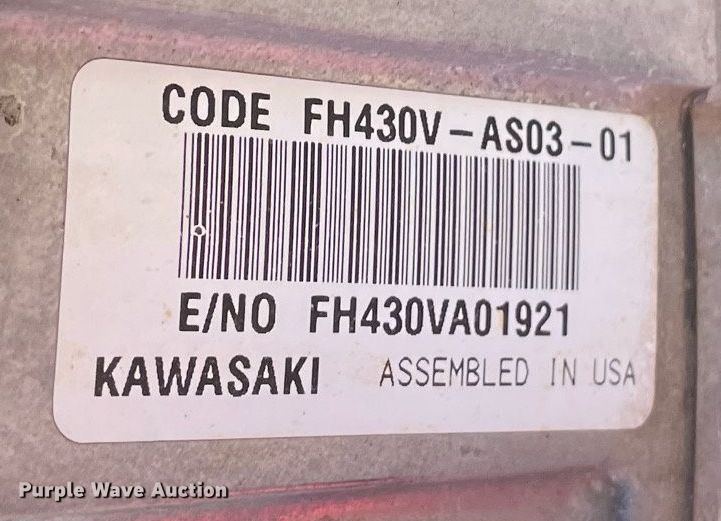 CODE FH430V-AS03-01
E/NO FH430VA01921
KAWASAKI ASSEMBLED IN USA
Purple Wave Auction